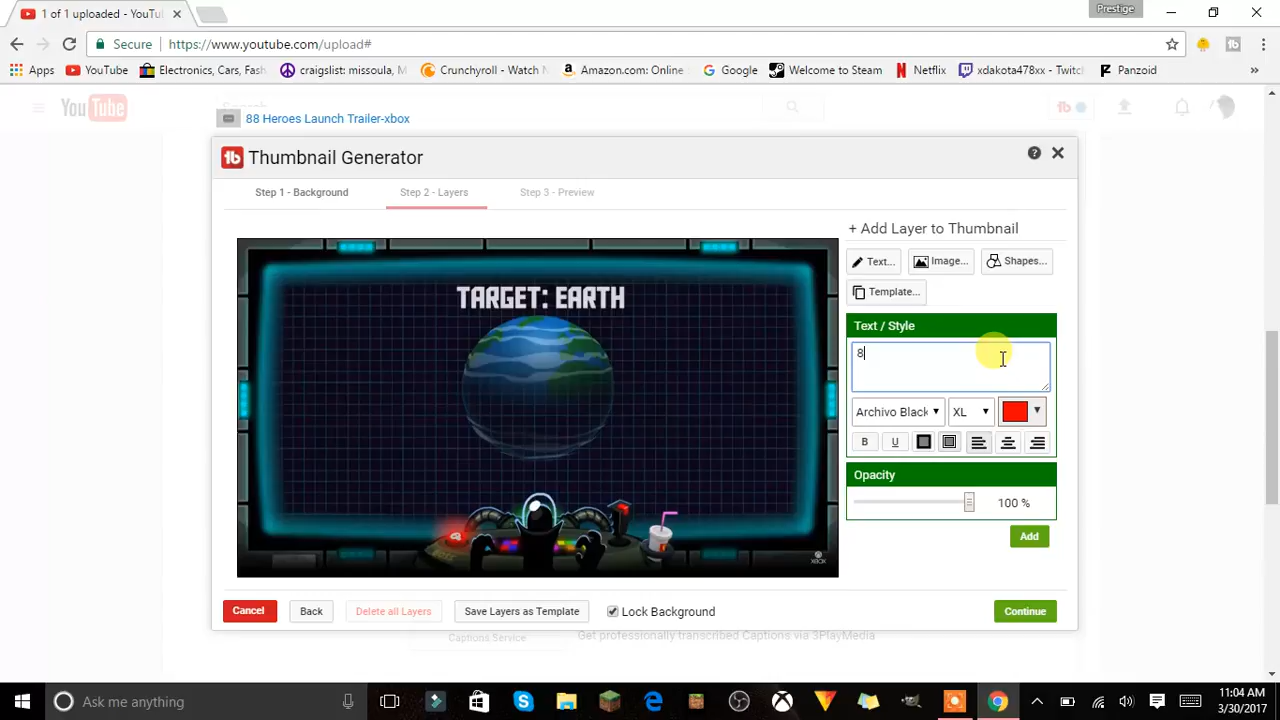 1 of 1 uploaded - YouTu
Prestige
Secure
https://www.youtube.com/upload#
Apps
YouTube
Electronics, Cars, Fash
craigslist: missoula, M
Crunchyroll - Watch N
Amazon.com: Online
Google
Welcome to Steam
Netflix
xdakota478xx - Twitch
Panzoid
»
YouTube
Search
88 Heroes Launch Trailer-xbox
Thumbnail Generator
Step 1 - Background
Step 2 - Layers
Step 3 - Preview
+ Add Layer to Thumbnail
Text...
Image...
Shapes...
Template...
Text / Style
8
Archivo Black
XL
B
U
Opacity
100 %
Add
TARGET: EARTH
XBOX
Cancel
Back
Delete all Layers
Save Layers as Template
Lock Background
Continue
Captions Service
Get professionally transcribed Captions via 3PlayMedia
Ask me anything
11:04 AM
3/30/2017